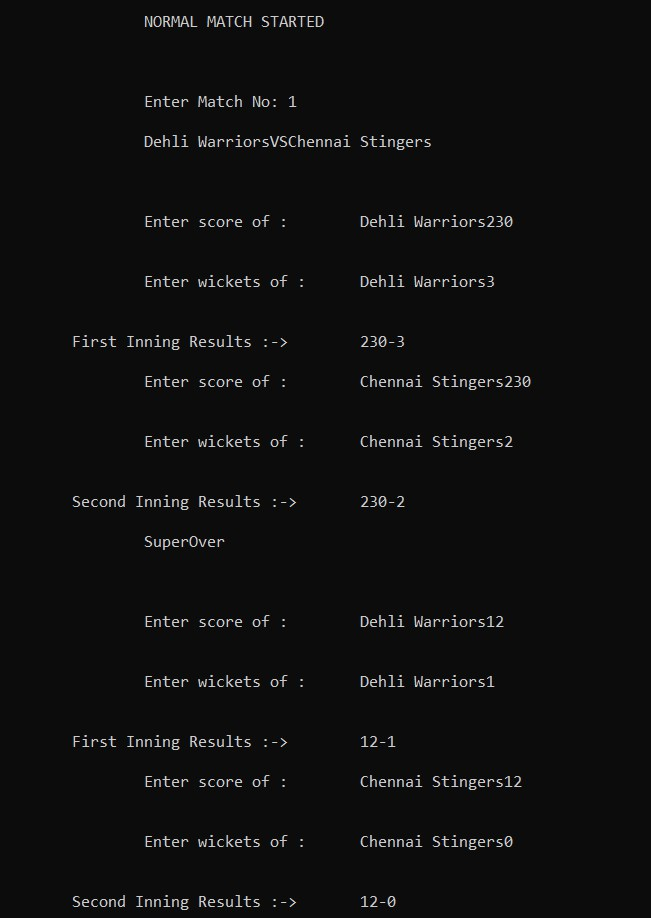 NORMAL MATCH STARTED
Enter Match No: 1
Dehli WarriorsVSChennai Stingers
Enter score of : Dehli Warriors230
Enter wickets of : Dehli Warriors3
First Inning Results :-> 230-3
Enter score of : Chennai Stingers230
Enter wickets of : Chennai Stingers2
Second Inning Results :-> 230-2
SuperOver
Enter score of : Dehli Warriors12
Enter wickets of : Dehli Warriors1
First Inning Results :-> 12-1
Enter score of : Chennai Stingers12
Enter wickets of : Chennai Stingers0
Second Inning Results :-> 12-0